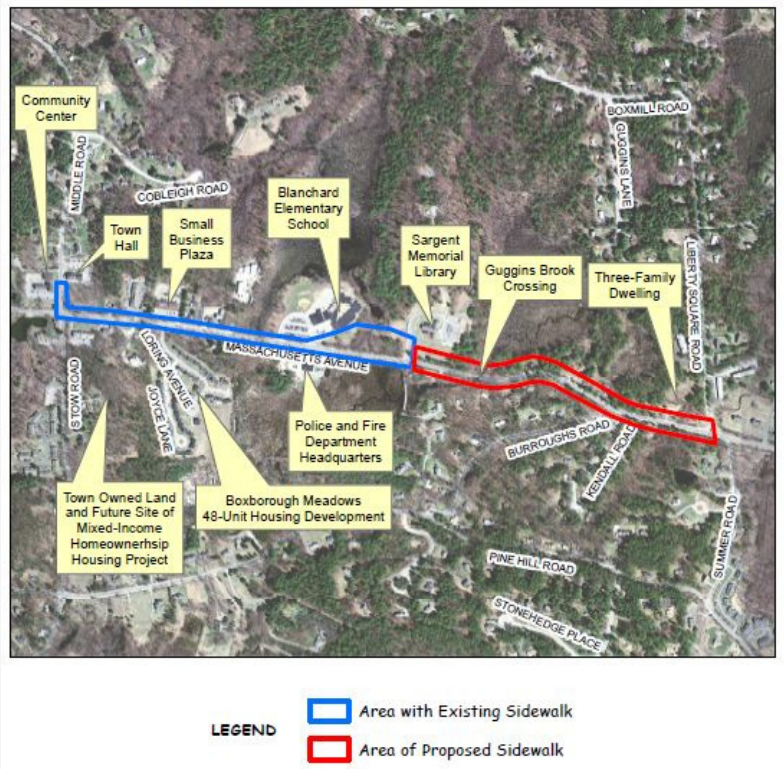 BOXMILL ROAD
GUGGINS LANE
Community
Center
MIDDLE ROAD
COBLEIGH ROAD
Blanchard
Elementary
School
Town
Hall
Small
Business
Plaza
Sargent
Memorial
Library
Guggins Brook
Crossing
Three-Family
Dwelling
LIBERTY SQUARE ROAD
MASSACHUSETTS AVENUE
LORING AVENUE
JOYCE LANE
STOW ROAD
Police and Fire
Department
Headquarters
BURROUGHS ROAD
KENDALL ROAD
Town Owned Land
and Future Site of
Mixed-Income
Homeownerhsip
Housing Project
Boxborough Meadows
48-Unit Housing Development
SUMMER ROAD
PINE HILL ROAD
STONEHEDGE PLACE
LEGEND
Area with Existing Sidewalk
Area of Proposed Sidewalk